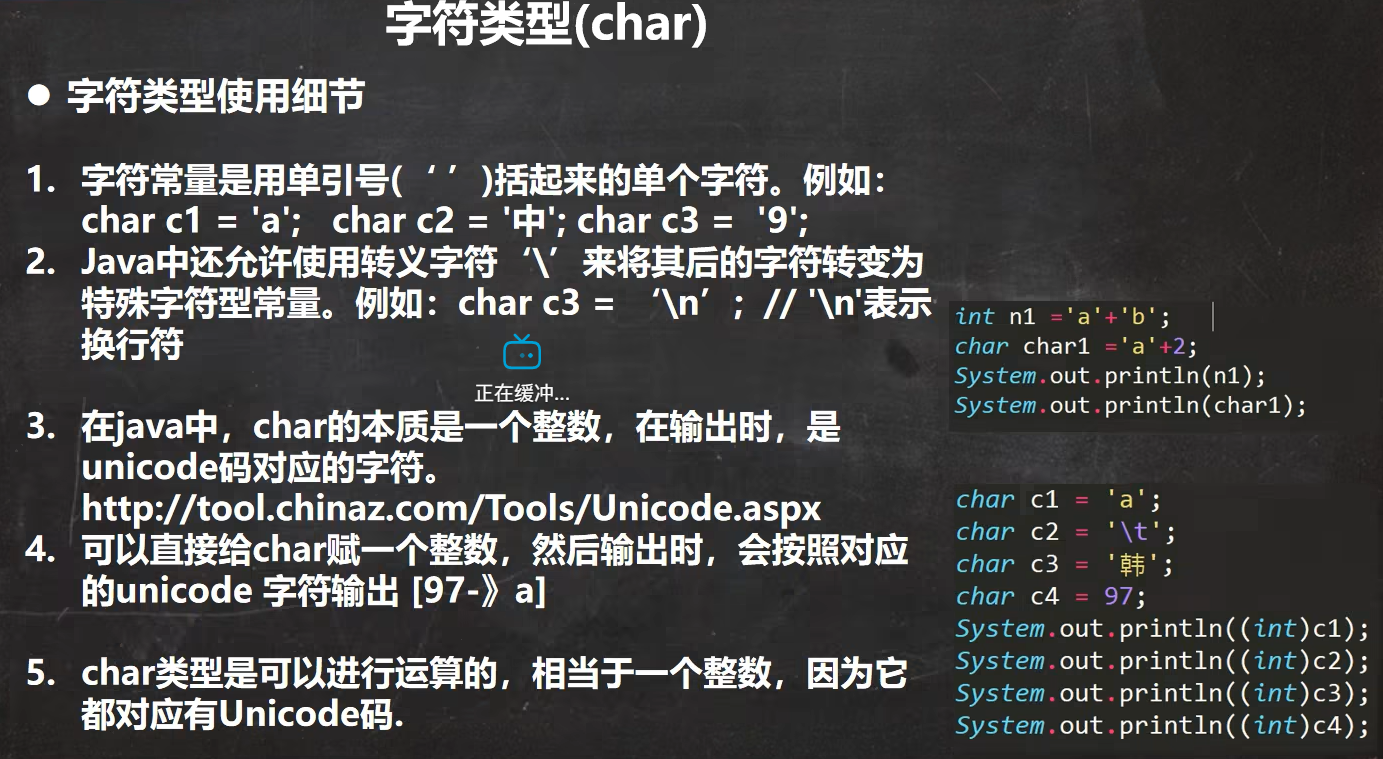 字符类型(char)
● 字符类型使用细节
1. 字符常量是用单引号(‘ ’)括起来的单个字符。例如：
char c1 = 'a'; char c2 = '中'; char c3 = '9';
2. Java中还允许使用转义字符‘\’来将其后的字符转变为
特殊字符型常量。例如：char c3 = ‘\n’; // '\n'表示
换行符
正在缓冲...
3. 在java中，char的本质是一个整数，在输出时，是
unicode码对应的字符。
http://tool.chinaz.com/Tools/Unicode.aspx
4. 可以直接给char赋一个整数，然后输出时，会按照对应
的unicode 字符输出 [97-》a]
5. char类型是可以进行运算的，相当于一个整数，因为它
都对应有Unicode码.
int n1 ='a'+'b';
char char1 ='a'+2;
System.out.println(n1);
System.out.println(char1);
char c1 = 'a';
char c2 = '\t';
char c3 = '韩';
char c4 = 97;
System.out.println((int)c1);
System.out.println((int)c2);
System.out.println((int)c3);
System.out.println((int)c4);